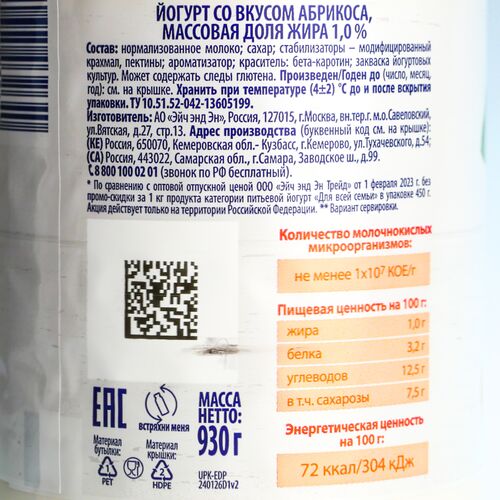 ЙОГУРТ СО ВКУСОМ АБРИКОСА,
МАССОВАЯ ДОЛЯ ЖИРА 1,0 %
Состав: нормализованное молоко; сахар; стабилизаторы – модифицированный
крахмал, пектины; ароматизатор; краситель: бета-каротин; закваска йогуртовых
культур. Может содержать следы глютена. Произведен/Годен до (число, месяц,
год): см. на крышке. Хранить при температуре (4±2) °С до и после вскрытия
упаковки. ТУ 10.51.52-042-13605199.
Изготовитель: АО «Эйч энд Эн», Россия, 127015, г.Москва, вн.тер.г. м.о.Савеловский,
ул.Вятская, д.27, стр.13. Адрес производства (буквенный код см. на крышке):
(КЕ) Россия, 650070, Кемеровская обл.- Кузбасс, г.Кемерово, ул.Тухачевского, д.54;
(СА) Россия, 443022, Самарская обл., г.Самара, Заводское ш., д.99.
8 800 100 02 01 (звонок по РФ бесплатный).
* По сравнению с оптовой отпускной ценой ООО «Эйч энд Эн Трейд» от 1 февраля 2023 г. без
промо-скидки за 1 кг продукта категории питьевой йогурт «Для всей семьи» в упаковке 450 г.
Акция действует только на территории Российской Федерации. ** Вариант сервировки.
Количество молочнокислых
микроорганизмов:
не менее 1x10⁷ КОЕ/г
Пищевая ценность на 100 г:
жира 1,0 г
белка 3,2 г
углеводов 12,5 г
в т.ч. сахарозы 7,5 г
Энергетическая ценность
на 100 г:
72 ккал/304 кДж
ЕАС
встряхни меня
МАССА
НЕТТО:
930 г
Материал
бутылки:
1
PET
Материал
крышки:
2
HDPE
UPK-EDP
240126D1v2